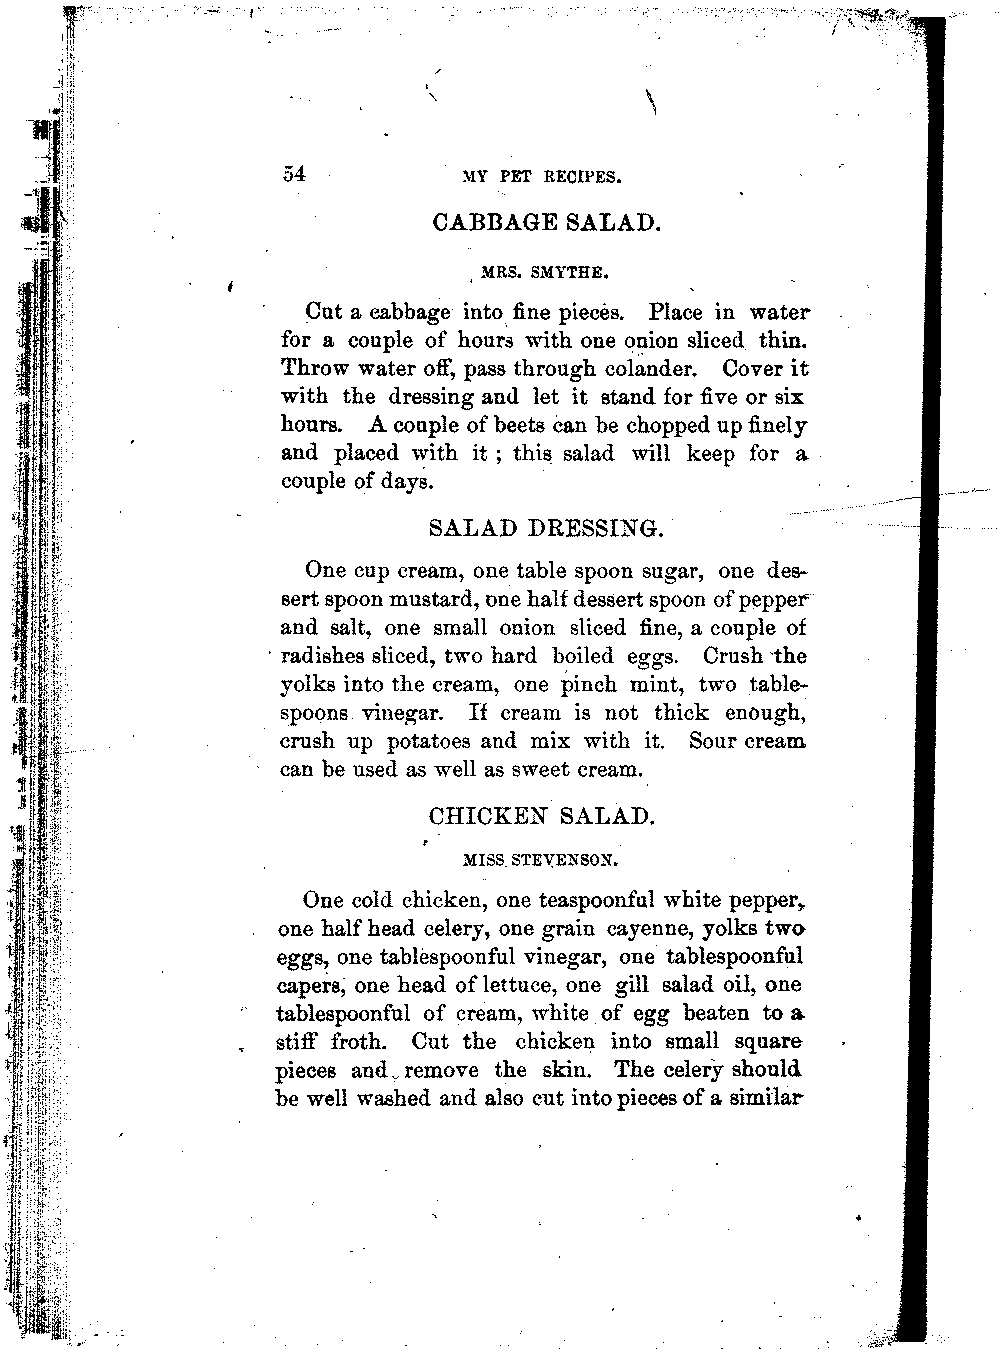 54 MY PET RECIPES.
CABBAGE SALAD.
MRS. SMYTHE.
Cut a cabbage into fine pieces. Place in water
for a couple of hours with one onion sliced thin.
Throw water off, pass through colander. Cover it
with the dressing and let it stand for five or six
hours. A couple of beets can be chopped up finely
and placed with it ; this salad will keep for a
couple of days.
SALAD DRESSING.
One cup cream, one table spoon sugar, one des-
sert spoon mustard, one half dessert spoon of pepper
and salt, one small onion sliced fine, a couple of
radishes sliced, two hard boiled eggs. Crush the
yolks into the cream, one pinch mint, two table-
spoons vinegar. If cream is not thick enough,
crush up potatoes and mix with it. Sour cream
can be used as well as sweet cream.
CHICKEN SALAD.
MISS STEVENSON.
One cold chicken, one teaspoonful white pepper,
one half head celery, one grain cayenne, yolks two
eggs, one tablespoonful vinegar, one tablespoonful
capers, one head of lettuce, one gill salad oil, one
tablespoonful of cream, white of egg beaten to a
stiff froth. Cut the chicken into small square
pieces and remove the skin. The celery should
be well washed and also cut into pieces of a similar